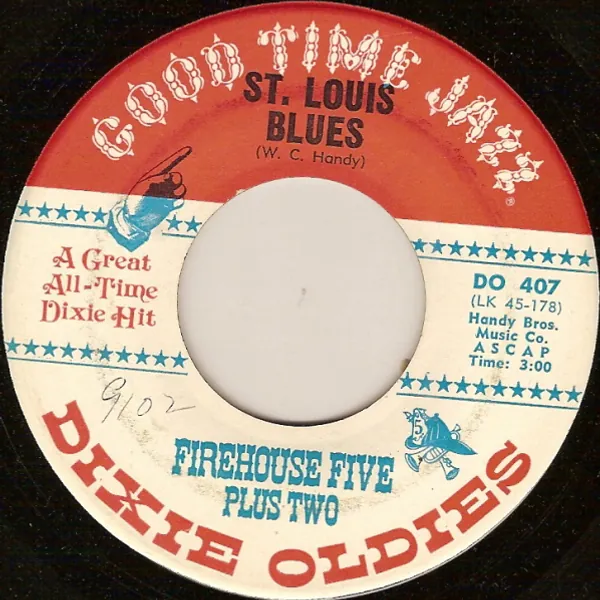 GOOD TIME JAZZ
®
ST. LOUIS
BLUES
(W. C. Handy)
A Great
All-Time
Dixie Hit
DO 407
(LK 45-178)
Handy Bros.
Music Co.
ASCAP
Time: 3:00
9102
5
FIREHOUSE FIVE
PLUS TWO
DIXIE OLDIES